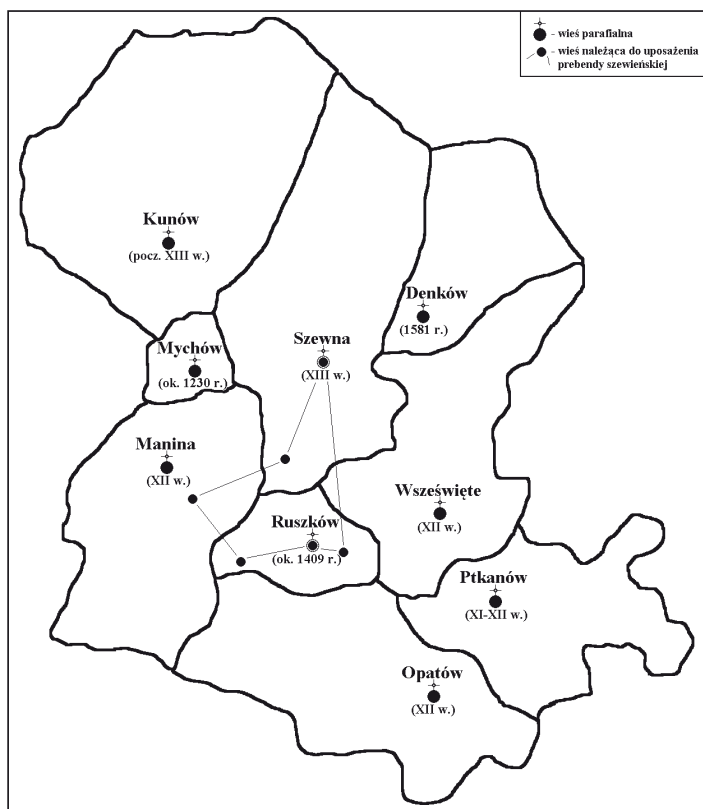 - wieś parafialna
- wieś należąca do uposażenia
prebendy szewieńskiej
Kunów
(pocz. XIII w.)
Denków
(1581 r.)
Szewna
(XIII w.)
Mychów
(ok. 1230 r.)
Manina
(XII w.)
Wsześwięte
(XII w.)
Ruszków
(ok. 1409 r.)
Ptkanów
(XI-XII w.)
Opatów
(XII w.)